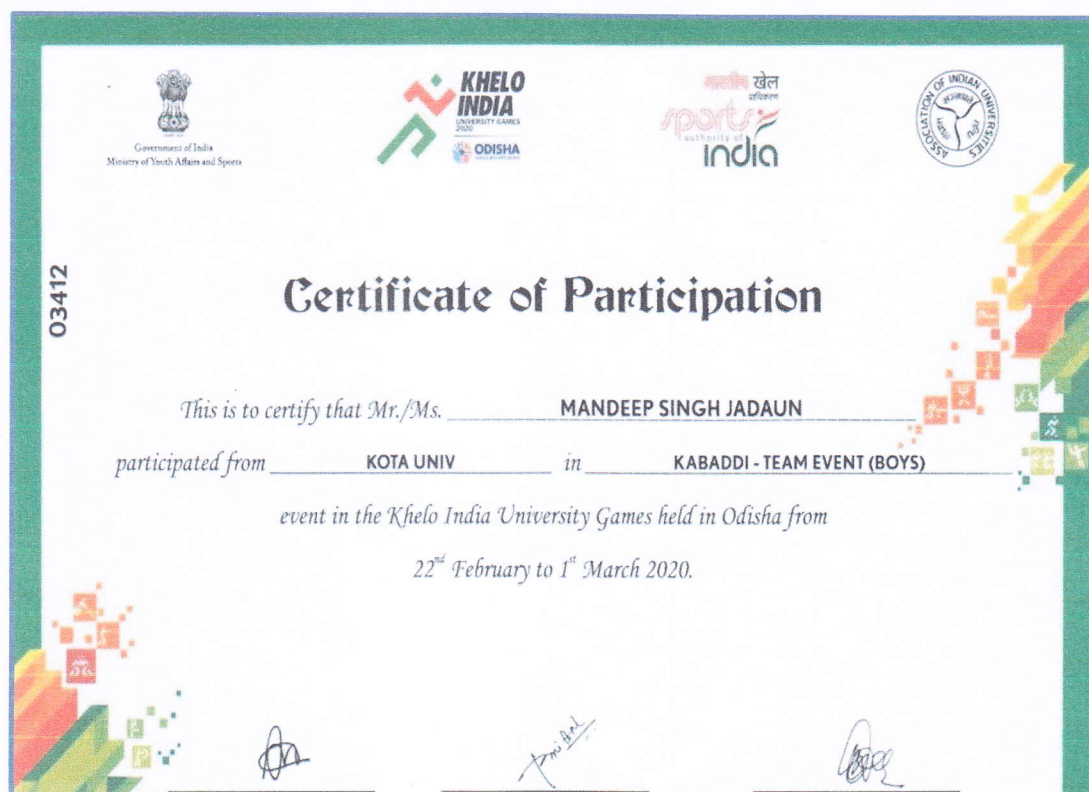 Government of India
Ministry of Youth Affairs and Sports
KHELO
INDIA
UNIVERSITY GAMES
2020
ODISHA
भारतीय खेल
प्राधिकरण
sports
authority of
india
ASSOCIATION OF INDIAN UNIVERSITIES
03412
Certificate of Participation
This is to certify that Mr./Ms. MANDEEP SINGH JADAUN
participated from KOTA UNIV in KABADDI - TEAM EVENT (BOYS)
event in the Khelo India University Games held in Odisha from
22nd February to 1st March 2020.